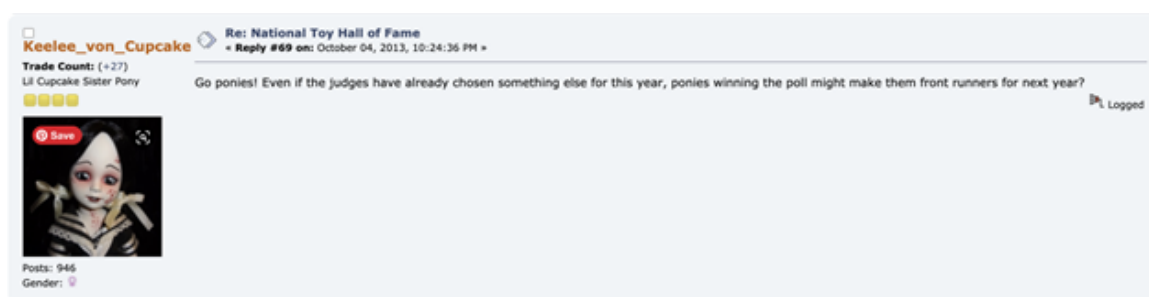 Keelee_von_Cupcake
Trade Count: (+27)
Lil Cupcake Sister Pony
Save
Posts: 946
Gender:
Re: National Toy Hall of Fame
« Reply #69 on: October 04, 2013, 10:24:36 PM »
Go ponies! Even if the judges have already chosen something else for this year, ponies winning the poll might make them front runners for next year?
Logged